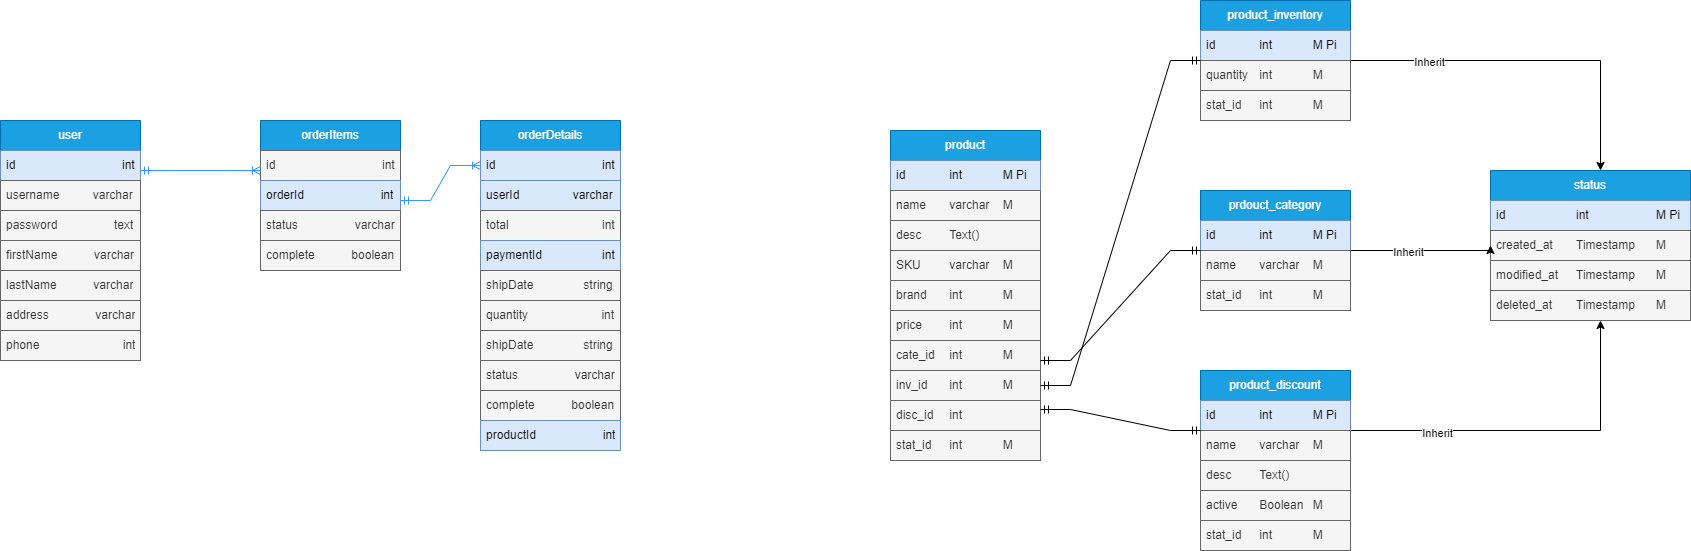 user
id int
username varchar
password text
firstName varchar
lastName varchar
address varchar
phone int
orderItems
id int
orderId int
status varchar
complete boolean
orderDetails
id int
userId varchar
total int
paymentId int
shipDate string
quantity int
shipDate string
status varchar
complete boolean
productId int
product
id int M Pi
name varchar M
desc Text()
SKU varchar M
brand int M
price int M
cate_id int M
inv_id int M
disc_id int
stat_id int M
product_inventory
id int M Pi
quantity int M
stat_id int M
Inherit
prdouct_category
id int M Pi
name varchar M
stat_id int M
Inherit
product_discount
id int M Pi
name varchar M
desc Text()
active Boolean M
stat_id int M
Inherit
status
id int M Pi
created_at Timestamp M
modified_at Timestamp M
deleted_at Timestamp M